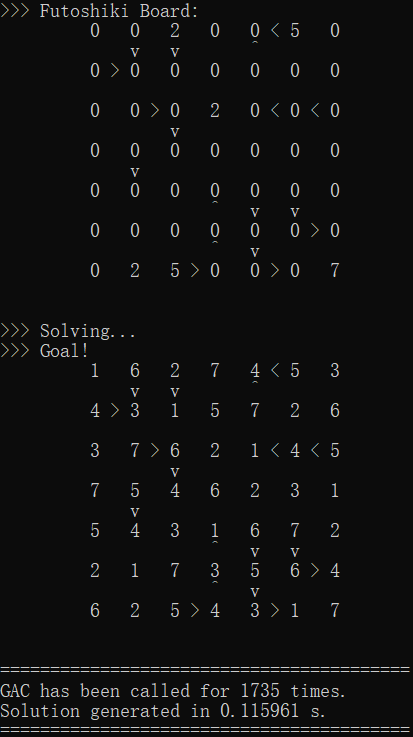 >>> Futoshiki Board:
0 0 2 0 0 < 5 0
v v ^
0 > 0 0 0 0 0 0
0 0 > 0 2 0 < 0 < 0
v
0 0 0 0 0 0 0
v
0 0 0 0 0 0 0
^ v v
0 0 0 0 0 0 > 0
^ v
0 2 5 > 0 0 > 0 7
>>> Solving...
>>> Goal!
1 6 2 7 4 < 5 3
v v ^
4 > 3 1 5 7 2 6
3 7 > 6 2 1 < 4 < 5
v
7 5 4 6 2 3 1
v
5 4 3 1 6 7 2
^ v v
2 1 7 3 5 6 > 4
^ v
6 2 5 > 4 3 > 1 7
=========================================
GAC has been called for 1735 times.
Solution generated in 0.115961 s.
=========================================